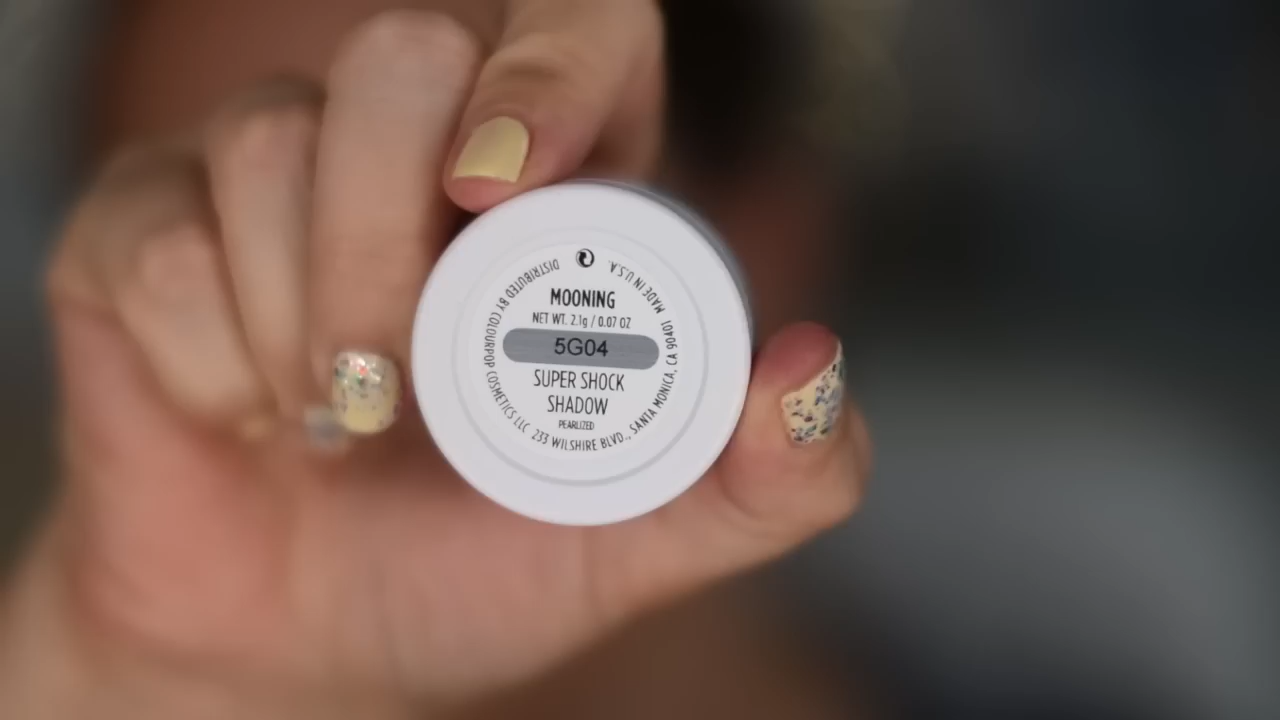 MOONING
NET WT. 2.1g / 0.07 OZ
5G04
SUPER SHOCK
SHADOW
PEARLIZED
DISTRIBUTED BY COLOURPOP COSMETICS LLC 233 WILSHIRE BLVD., SANTA MONICA, CA 90401 MADE IN U.S.A.